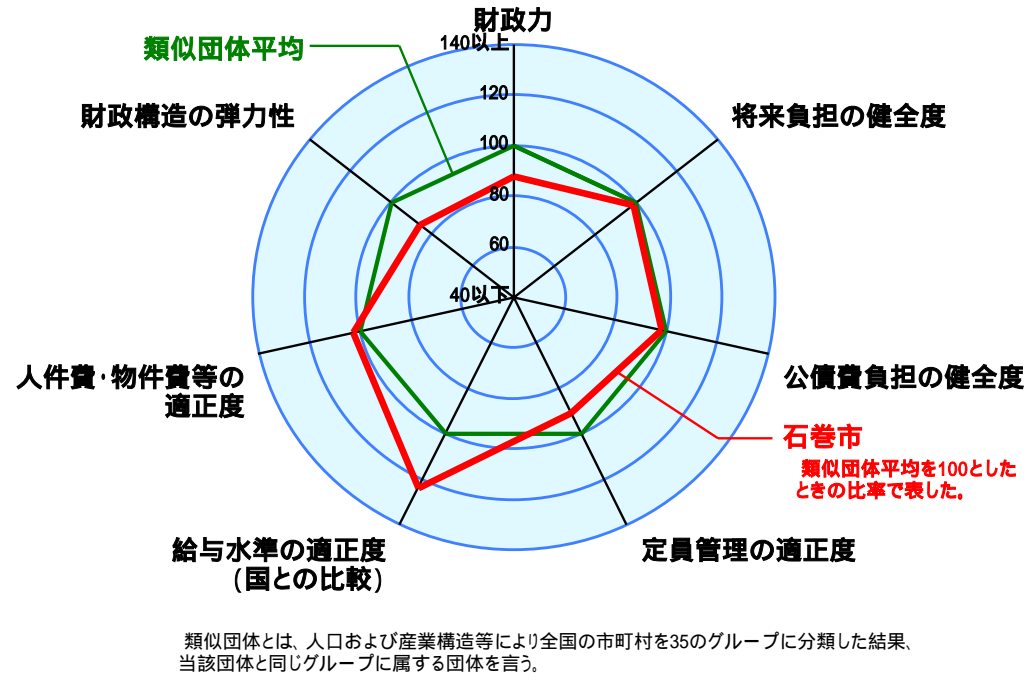 財政力
140以上
類似団体平均
120
財政構造の弾力性
将来負担の健全度
100
80
60
40以下
人件費・物件費等の
適正度
公債費負担の健全度
石巻市
類似団体平均を100とした
ときの比率で表した。
給与水準の適正度
(国との比較)
定員管理の適正度
類似団体とは、人口および産業構造等により全国の市町村を35のグループに分類した結果、
当該団体と同じグループに属する団体を言う。